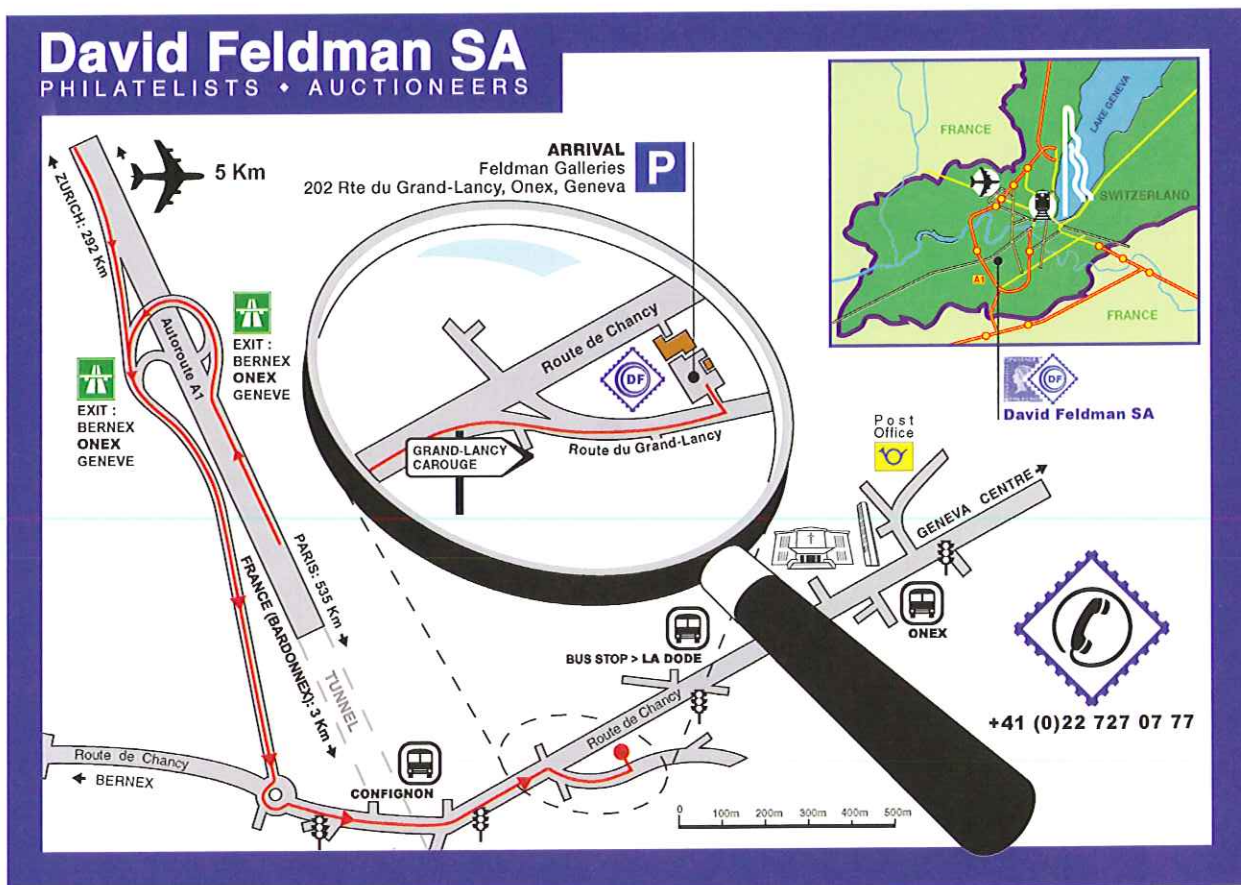 David Feldman SA
PHILATELISTS • AUCTIONEERS
5 Km
ZURICH: 292 Km
ARRIVAL
Feldman Galleries
202 Rte du Grand-Lancy, Onex, Geneva
P
FRANCE
LAKE GENEVA
SWITZERLAND
A1
FRANCE
DF
David Feldman SA
Autoroute A1
EXIT :
BERNEX
ONEX
GENEVE
EXIT :
BERNEX
ONEX
GENEVE
Route de Chancy
DF
Route du Grand-Lancy
GRAND-LANCY
CAROUGE
Post
Office
GENEVA CENTRE
PARIS: 535 Km
FRANCE (BARDONNEX): 3 Km
TUNNEL
ONEX
BUS STOP > LA DODE
Route de Chancy
+41 (0)22 727 07 77
Route de Chancy
BERNEX
CONFIGNON
0 100m 200m 300m 400m 500m